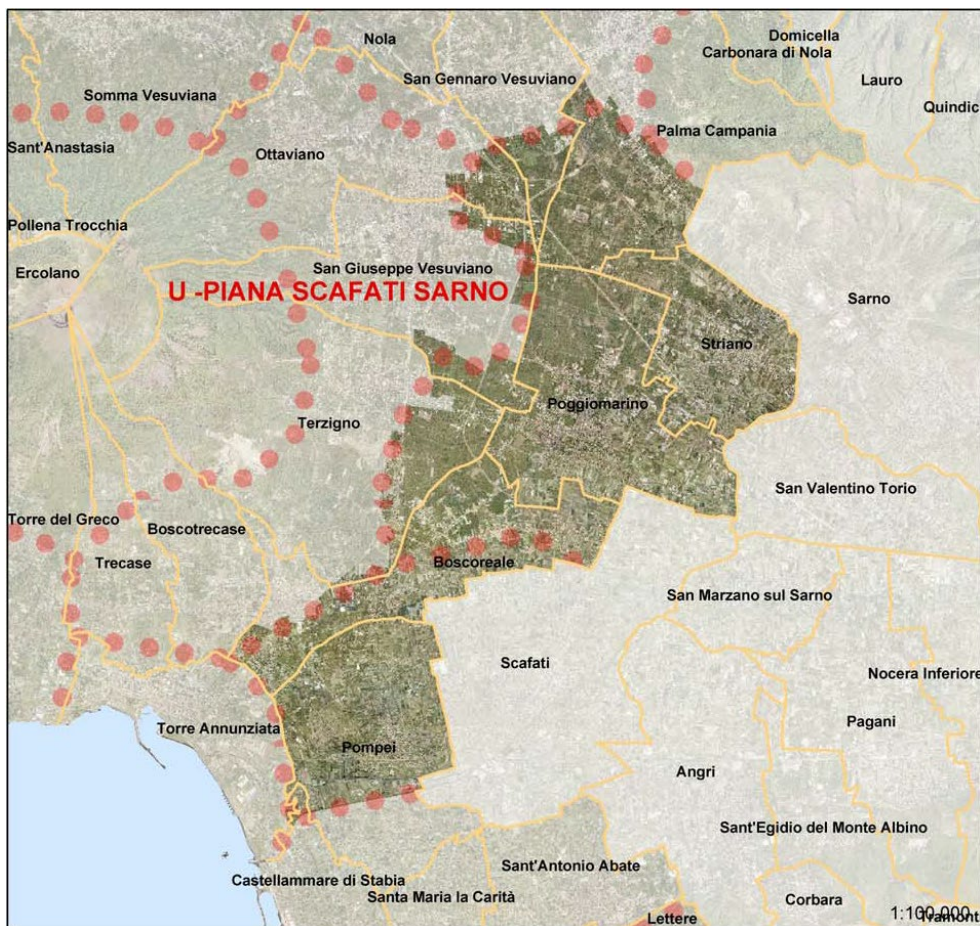 Domicella
Nola
Carbonara di Nola
San Gennaro Vesuviano
Lauro
Somma Vesuviana
Quindic
Palma Campania
Sant'Anastasia
Ottaviano
Pollena Trocchia
Ercolano
San Giuseppe Vesuviano
U -PIANA SCAFATI SARNO
Sarno
Striano
Poggiomarino
Terzigno
San Valentino Torio
Torre del Greco
Boscotrecase
Trecase
Boscoreale
San Marzano sul Sarno
Scafati
Nocera Inferiore
Pagani
Torre Annunziata
Pompei
Angri
Sant'Egidio del Monte Albino
Sant'Antonio Abate
Castellammare di Stabia
Santa Maria la Carità
Corbara
Lettere
1:100.000
Tramont